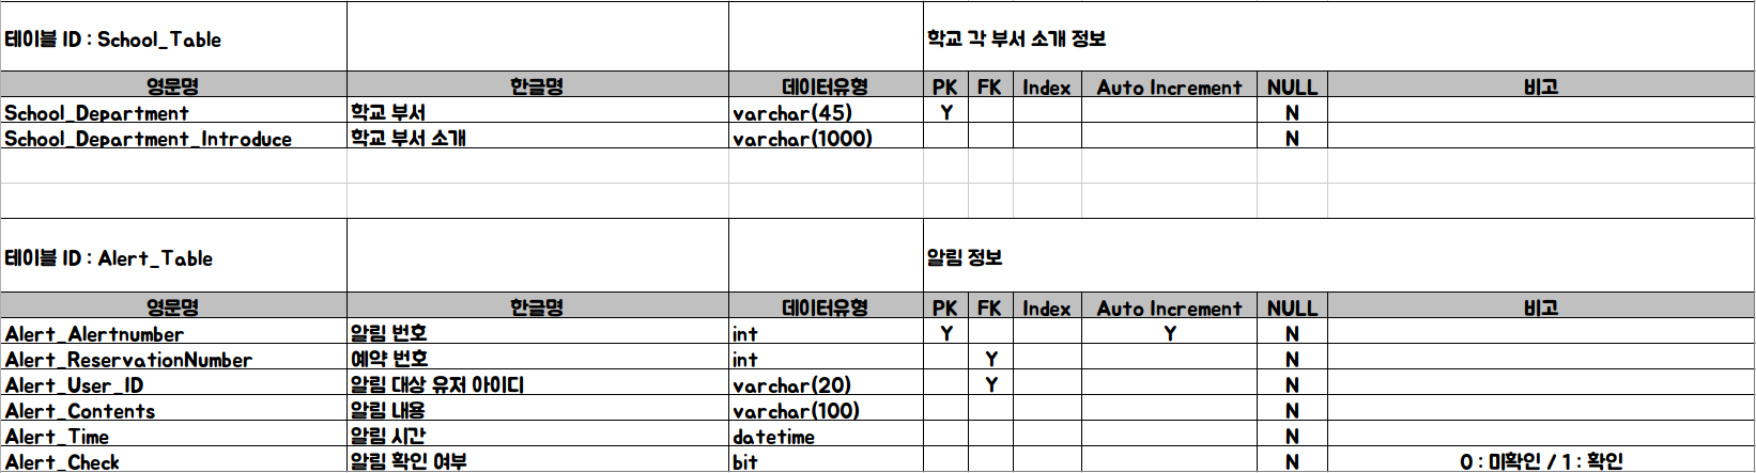 테이블 ID : School_Table 학교 각 부서 소개 정보
영문명 한글명 데이터유형 PK FK Index Auto Increment NULL 비고
School_Department 학교 부서 varchar(45) Y N
School_Department_Introduce 학교 부서 소개 varchar(1000) N
테이블 ID : Alert_Table 알림 정보
영문명 한글명 데이터유형 PK FK Index Auto Increment NULL 비고
Alert_Alertnumber 알림 번호 int Y Y N
Alert_ReservationNumber 예약 번호 int Y N
Alert_User_ID 알림 대상 유저 아이디 varchar(20) Y N
Alert_Contents 알림 내용 varchar(100) N
Alert_Time 알림 시간 datetime N
Alert_Check 알림 확인 여부 bit N 0 : 미확인 / 1 : 확인